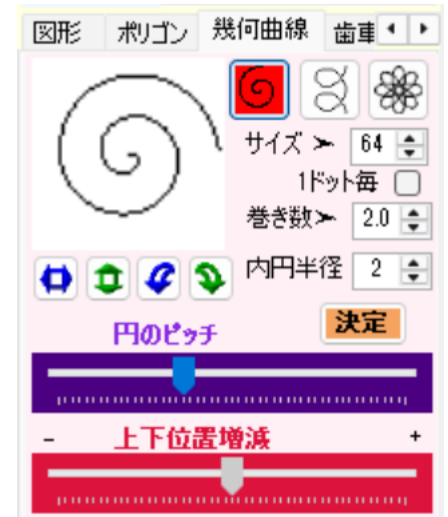 図形 ポリゴン 幾何曲線 歯車
サイズ ➢ 64
1ドット毎
巻き数➢ 2.0
内円半径 2
決定
円のピッチ
- 上下位置増減 +